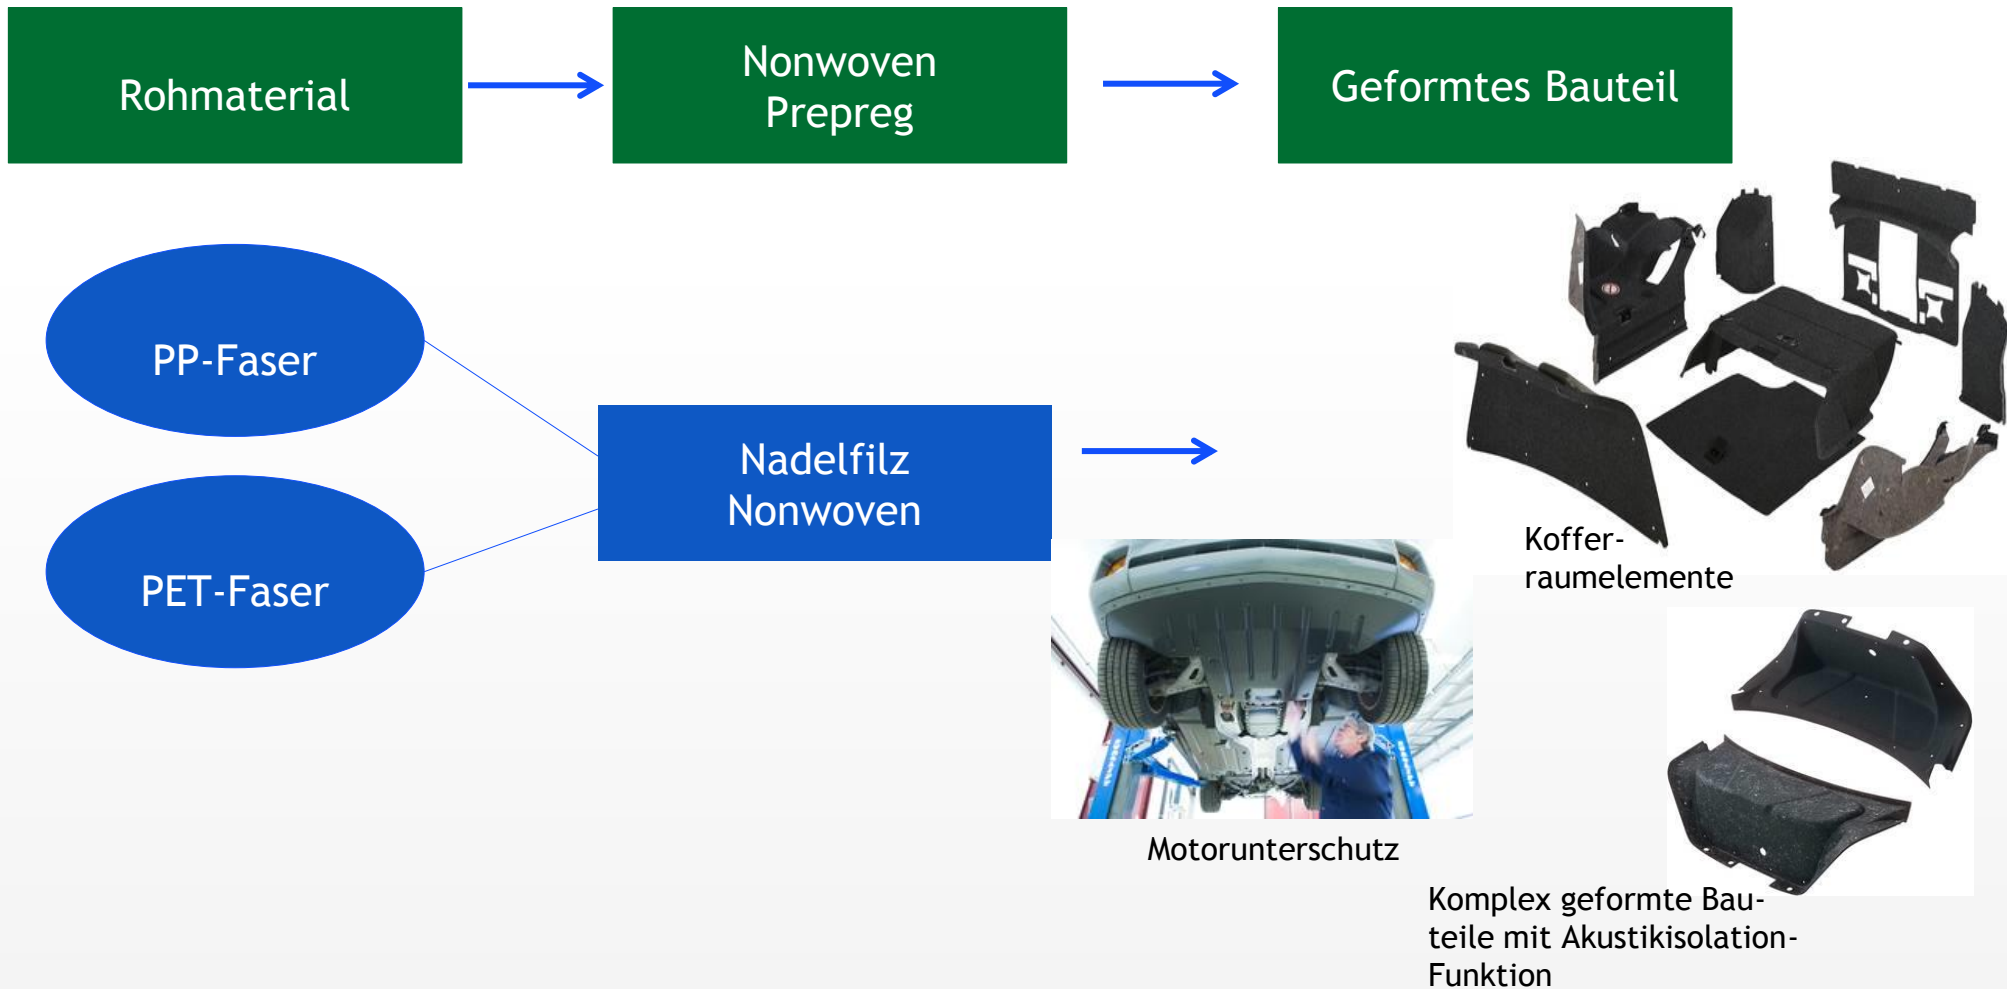 Rohmaterial
Nonwoven
Prepreg
Geformtes Bauteil
PP-Faser
PET-Faser
Nadelfilz
Nonwoven
Koffer-
raumelemente
Motorunterschutz
Komplex geformte Bau-
teile mit Akustikisolation-
Funktion